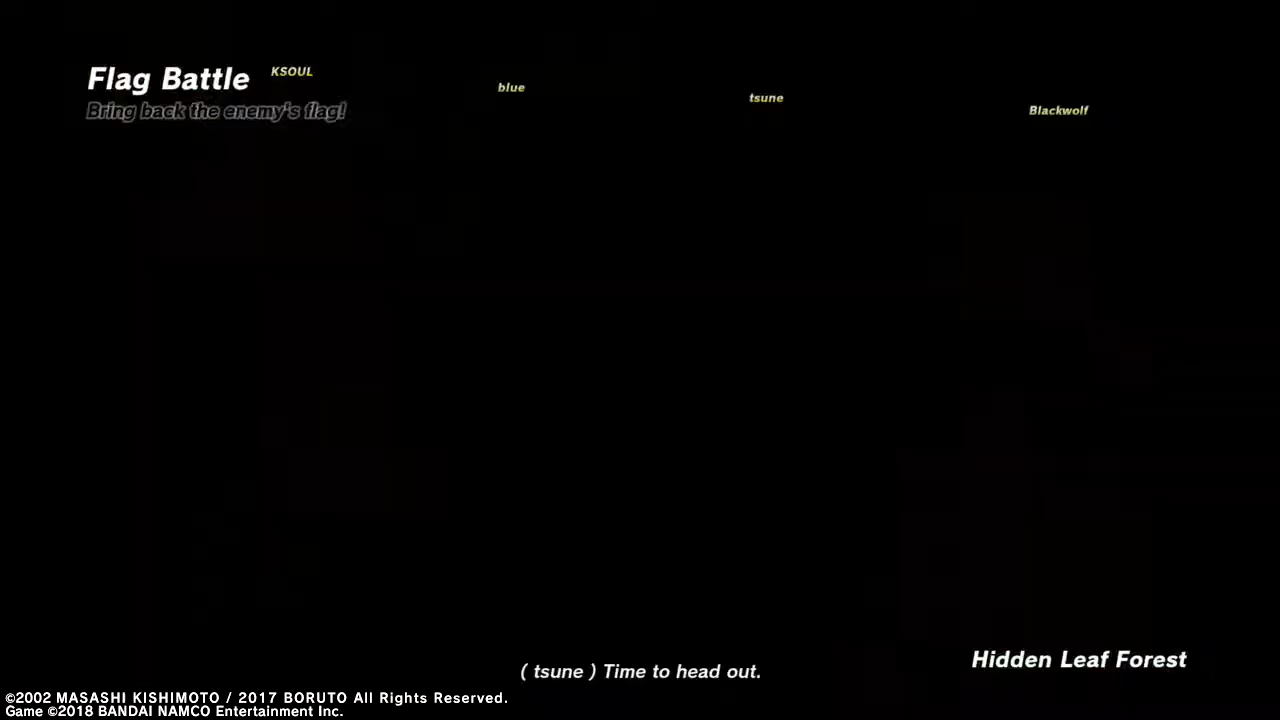 Flag Battle
KSOUL
blue
tsune
Blackwolf
Bring back the enemy's flag!
Hidden Leaf Forest
( tsune ) Time to head out.
©2002 MASASHI KISHIMOTO / 2017 BORUTO All Rights Reserved.
Game ©2018 BANDAI NAMCO Entertainment Inc.